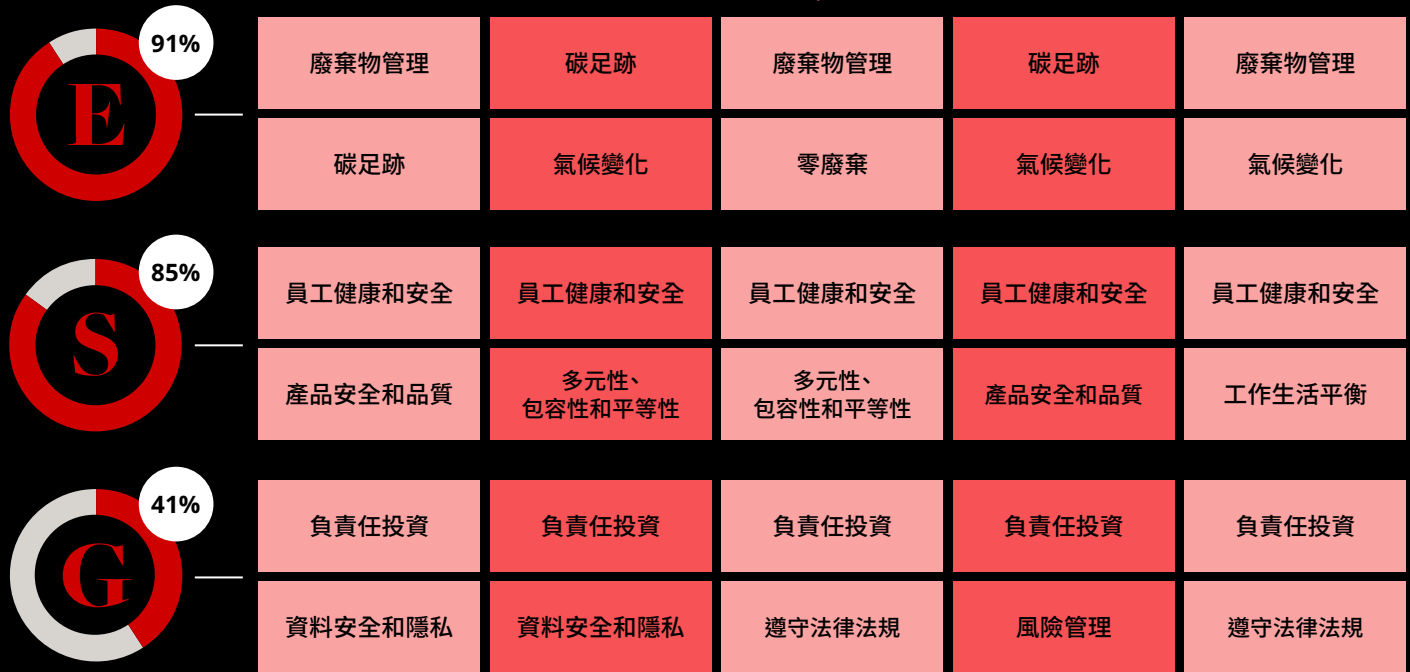 91%
E
廢棄物管理
碳足跡
廢棄物管理
碳足跡
廢棄物管理
碳足跡
氣候變化
零廢棄
氣候變化
氣候變化
85%
S
員工健康和安全
員工健康和安全
員工健康和安全
員工健康和安全
員工健康和安全
產品安全和品質
多元性、
包容性和平等性
多元性、
包容性和平等性
產品安全和品質
工作生活平衡
41%
G
負責任投資
負責任投資
負責任投資
負責任投資
負責任投資
資料安全和隱私
資料安全和隱私
遵守法律法規
風險管理
遵守法律法規